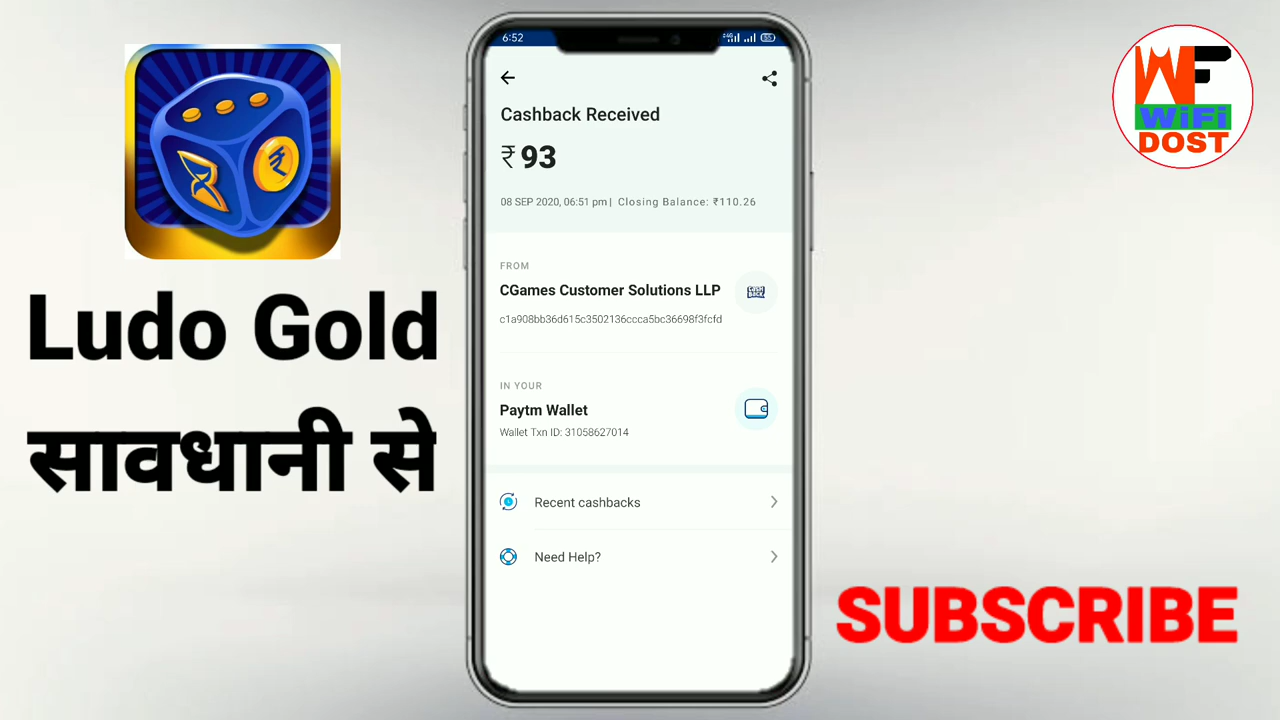 6:52
Cashback Received
₹93
08 SEP 2020, 06:51 pm | Closing Balance: ₹110.26
FROM
CGames Customer Solutions LLP
c1a908bb36d615c3502136ccca5bc36698f3fcfd
IN YOUR
Paytm Wallet
Wallet Txn ID: 31058627014
Recent cashbacks
Need Help?
Ludo Gold
सावधानी से
WF
WiFi
DOST
SUBSCRIBE